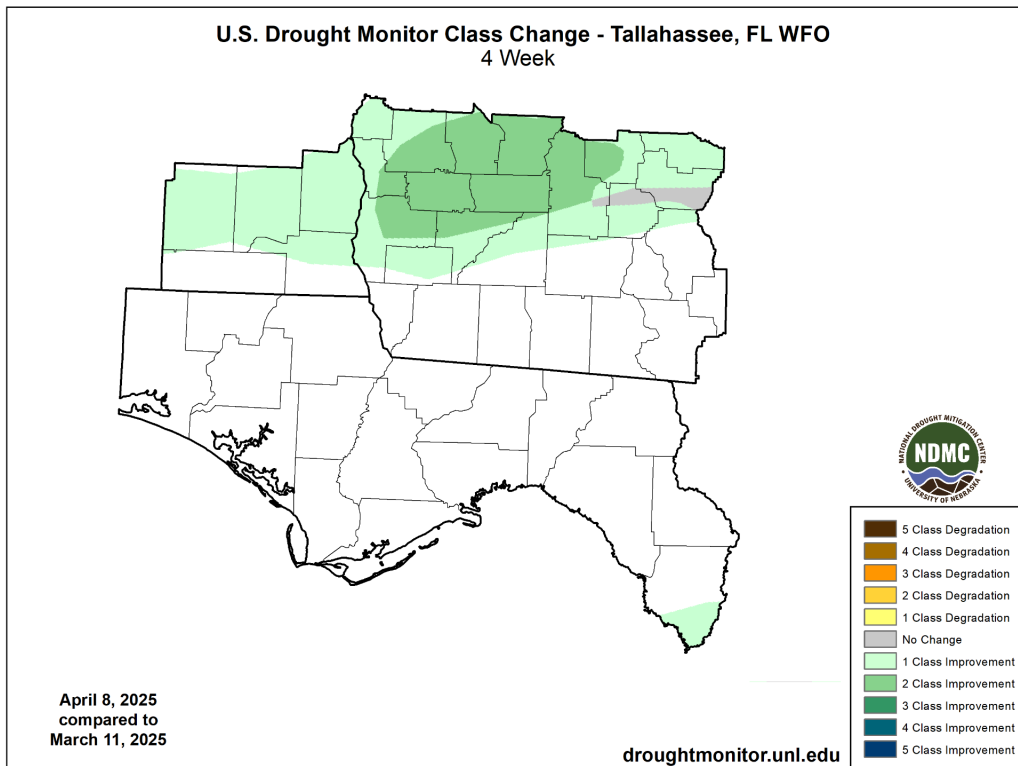 U.S. Drought Monitor Class Change - Tallahassee, FL WFO
4 Week
NATIONAL DROUGHT MITIGATION CENTER
NDMC
UNIVERSITY OF NEBRASKA
5 Class Degradation
4 Class Degradation
3 Class Degradation
2 Class Degradation
1 Class Degradation
No Change
1 Class Improvement
2 Class Improvement
3 Class Improvement
4 Class Improvement
5 Class Improvement
April 8, 2025
compared to
March 11, 2025
droughtmonitor.unl.edu